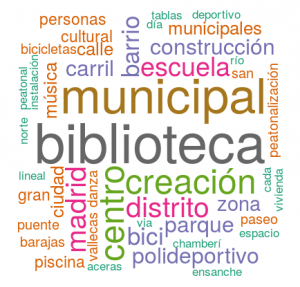 tablas deportivo
personas día municipales
cultural
bicicletas calle barrio construcción
río
carril escuela san
peatonal instalación música peatonalización
municipal
norte biblioteca
lineal ciudad madrid centro creación cada vivienda
gran vallecas danza distrito zona
puente vía bici parque paseo
barajas chamberí espacio
piscina polideportivo
aceras ensanche